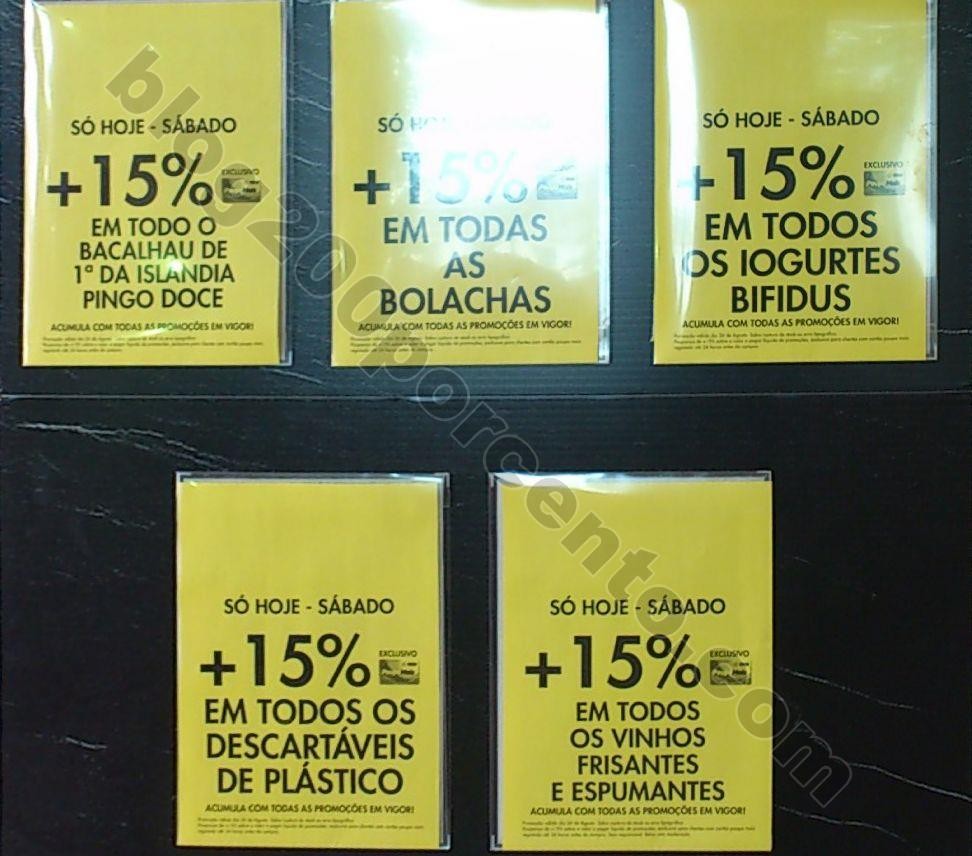 SÓ HOJE - SÁBADO
+15%
EXCLUSIVO
EM TODO O
BACALHAU DE
1ª DA ISLANDIA
PINGO DOCE
ACUMULA COM TODAS AS PROMOÇÕES EM VIGOR!
SÓ HOJE - SÁBADO
+15%
EM TODAS
AS
BOLACHAS
ACUMULA COM TODAS AS PROMOÇÕES EM VIGOR!
SÓ HOJE - SÁBADO
+15%
EXCLUSIVO
EM TODOS
OS IOGURTES
BIFIDUS
ACUMULA COM TODAS AS PROMOÇÕES EM VIGOR!
SÓ HOJE - SÁBADO
+15%
EXCLUSIVO
EM TODOS OS
DESCARTÁVEIS
DE PLÁSTICO
ACUMULA COM TODAS AS PROMOÇÕES EM VIGOR!
SÓ HOJE - SÁBADO
+15%
EXCLUSIVO
EM TODOS
OS VINHOS
FRISANTES
E ESPUMANTES
ACUMULA COM TODAS AS PROMOÇÕES EM VIGOR!
blog200porcento.com